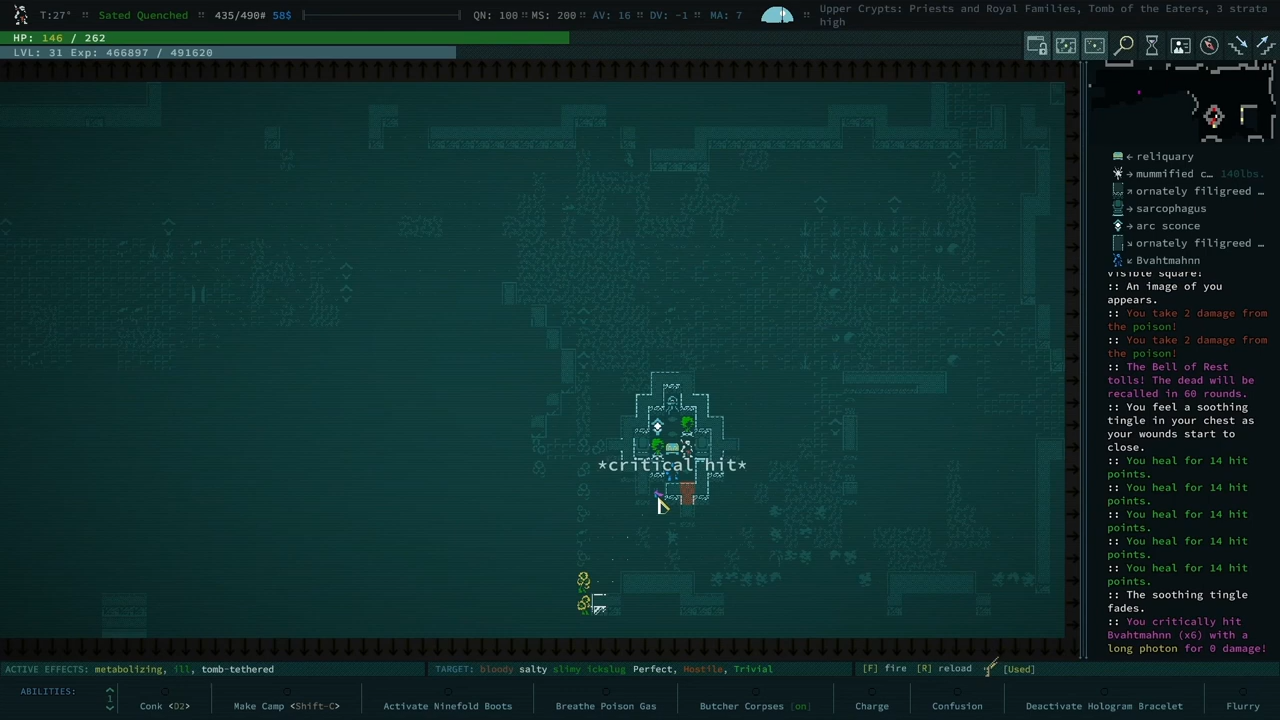 T:27° :: Sated Quenched :: 435/490# 58$ QN: 100 :: MS: 200 :: AV: 16 :: DV: -1 :: MA: 7 :: Upper Crypts: Priests and Royal Families, Tomb of the Eaters, 3 strata
high
HP: 146 / 262
LVL: 31 Exp: 466897 / 491620
reliquary
mummified c… 140lbs.
ornately filigreed …
sarcophagus
arc sconce
ornately filigreed …
Bvahtmahnn
visible square!
:: An image of you
appears.
:: You take 2 damage from
the poison!
:: You take 2 damage from
the poison!
:: The Bell of Rest
tolls! The dead will be
recalled in 60 rounds.
:: You feel a soothing
tingle in your chest as
your wounds start to
close.
:: You heal for 14 hit
points.
:: You heal for 14 hit
points.
:: You heal for 14 hit
points.
:: You heal for 14 hit
points.
:: You heal for 14 hit
points.
:: The soothing tingle
fades.
:: You critically hit
Bvahtmahnn (x6) with a
long photon for 0 damage!
*critical hit*
ACTIVE EFFECTS: metabolizing, ill, tomb-tethered
TARGET: bloody salty slimy ickslug Perfect, Hostile, Trivial
[F] fire [R] reload [Used]
ABILITIES: 1 Conk <D2> Make Camp <Shift-C> Activate Ninefold Boots Breathe Poison Gas Butcher Corpses [on] Charge Confusion Deactivate Hologram Bracelet Flurry